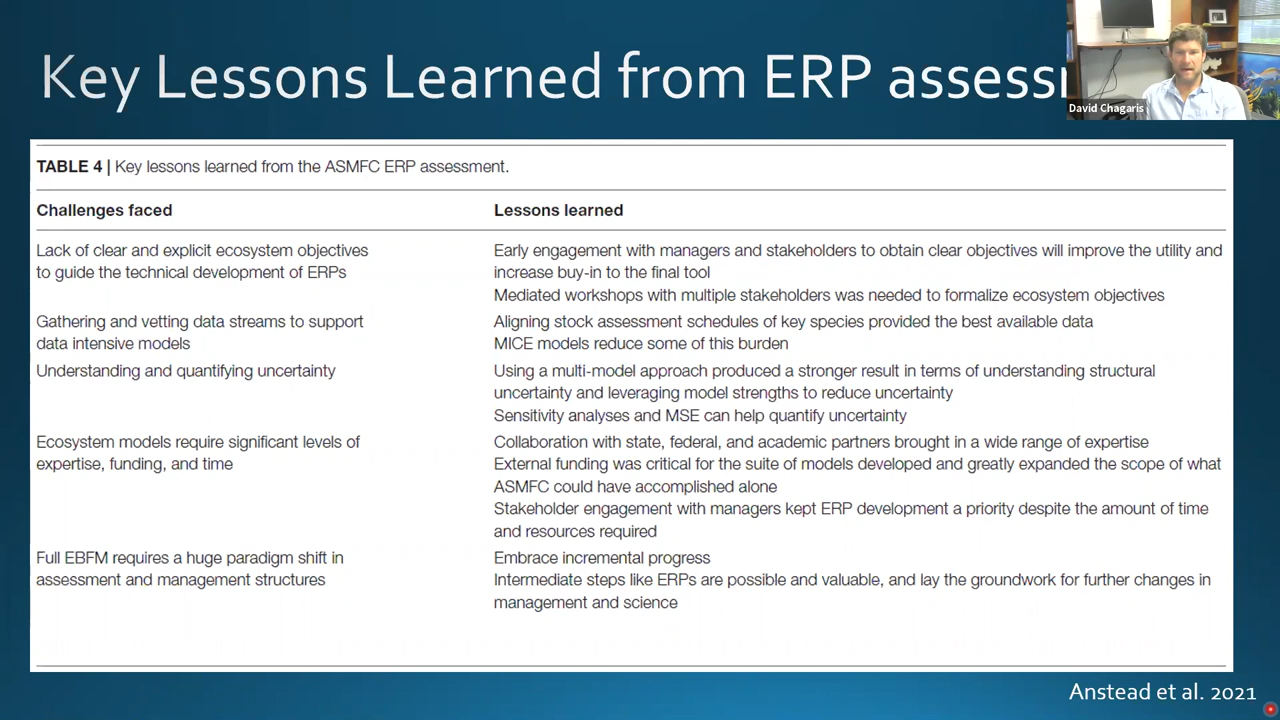 Key Lessons Learned from ERP assess
David Chagaris
TABLE 4 | Key lessons learned from the ASMFC ERP assessment.
Challenges faced
Lessons learned
Lack of clear and explicit ecosystem objectives
to guide the technical development of ERPs
Early engagement with managers and stakeholders to obtain clear objectives will improve the utility and
increase buy-in to the final tool
Mediated workshops with multiple stakeholders was needed to formalize ecosystem objectives
Gathering and vetting data streams to support
data intensive models
Aligning stock assessment schedules of key species provided the best available data
MICE models reduce some of this burden
Understanding and quantifying uncertainty
Using a multi-model approach produced a stronger result in terms of understanding structural
uncertainty and leveraging model strengths to reduce uncertainty
Sensitivity analyses and MSE can help quantify uncertainty
Ecosystem models require significant levels of
expertise, funding, and time
Collaboration with state, federal, and academic partners brought in a wide range of expertise
External funding was critical for the suite of models developed and greatly expanded the scope of what
ASMFC could have accomplished alone
Stakeholder engagement with managers kept ERP development a priority despite the amount of time
and resources required
Full EBFM requires a huge paradigm shift in
assessment and management structures
Embrace incremental progress
Intermediate steps like ERPs are possible and valuable, and lay the groundwork for further changes in
management and science
Anstead et al. 2021